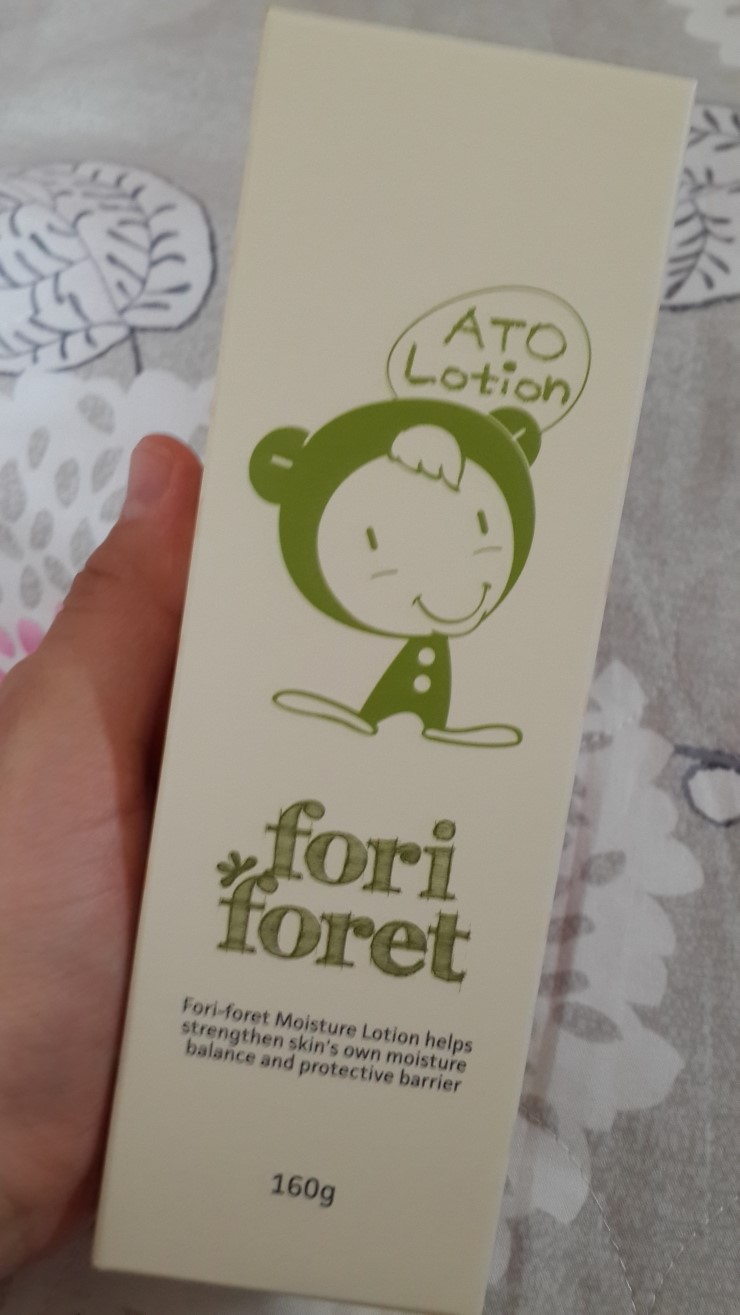 ATO
Lotion
fori
foret
Fori-foret Moisture Lotion helps
strengthen skin's own moisture
balance and protective barrier
160g